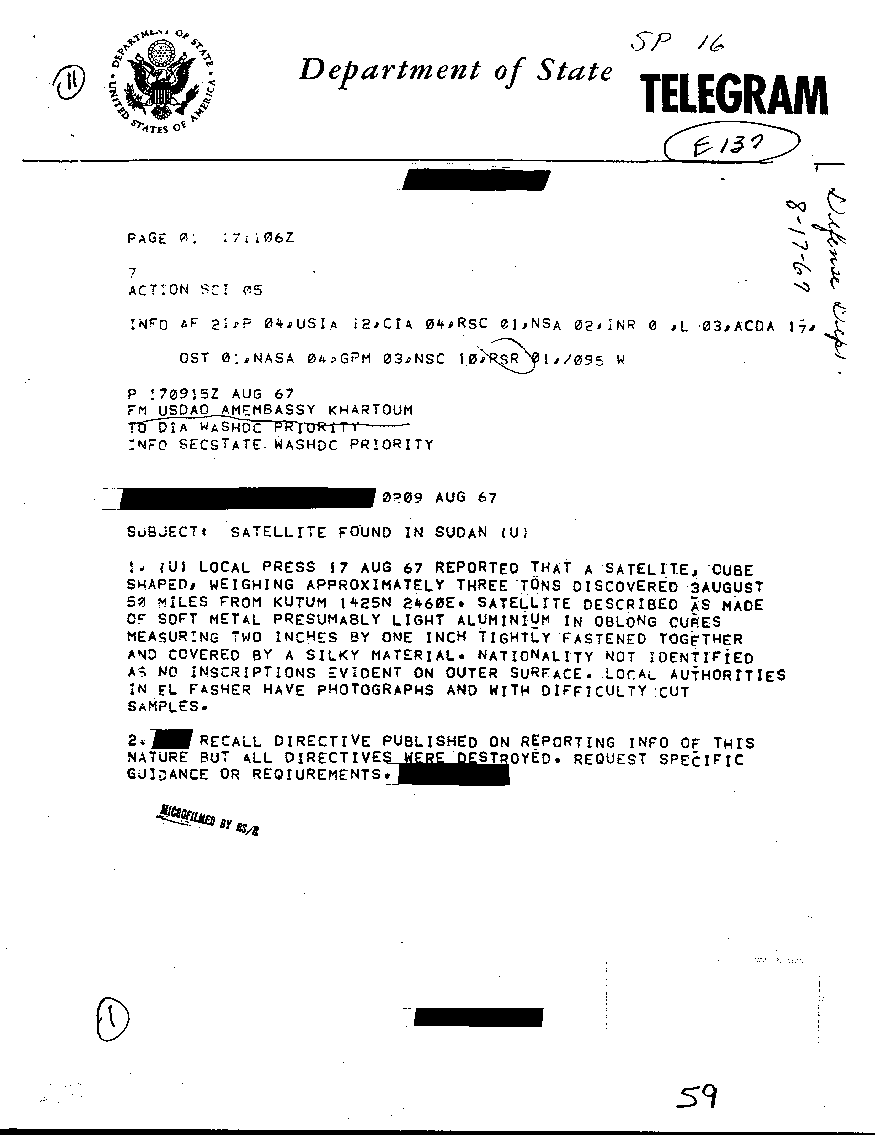 SP 16
11
DEPARTMENT OF STATE
UNITED STATES OF AMERICA
Department of State
TELEGRAM
E137
Defense Dept.
8-17-67
PAGE 01 171106Z
7
ACTION SCI 05
INFO AF 21,P 04,USIA 12,CIA 04,RSC 01,NSA 02,INR 0 ,L 03,ACDA 17,
OST 01,NASA 04,GPM 03,NSC 10,RSR 01,/095 W
P 170915Z AUG 67
FM USDAO AMEMBASSY KHARTOUM
TO DIA WASHDC PRIORITY
INFO SECSTATE WASHDC PRIORITY
AUG 67
SUBJECT: SATELLITE FOUND IN SUDAN (U)
1. (U) LOCAL PRESS 17 AUG 67 REPORTED THAT A SATELITE, CUBE
SHAPED, WEIGHING APPROXIMATELY THREE TONS DISCOVERED 3AUGUST
50 MILES FROM KUTUM 1425N 2460E. SATELLITE DESCRIBED AS MADE
OF SOFT METAL PRESUMABLY LIGHT ALUMINIUM IN OBLONG CUBES
MEASURING TWO INCHES BY ONE INCH TIGHTLY FASTENED TOGETHER
AND COVERED BY A SILKY MATERIAL. NATIONALITY NOT IDENTIFIED
AS NO INSCRIPTIONS EVIDENT ON OUTER SURFACE. LOCAL AUTHORITIES
IN EL FASHER HAVE PHOTOGRAPHS AND WITH DIFFICULTY CUT
SAMPLES.
2. RECALL DIRECTIVE PUBLISHED ON REPORTING INFO OF THIS
NATURE BUT ALL DIRECTIVES WERE DESTROYED. REQUEST SPECIFIC
GUIDANCE OR REQIUREMENTS.
MICROFILMED BY RS/R
1
59